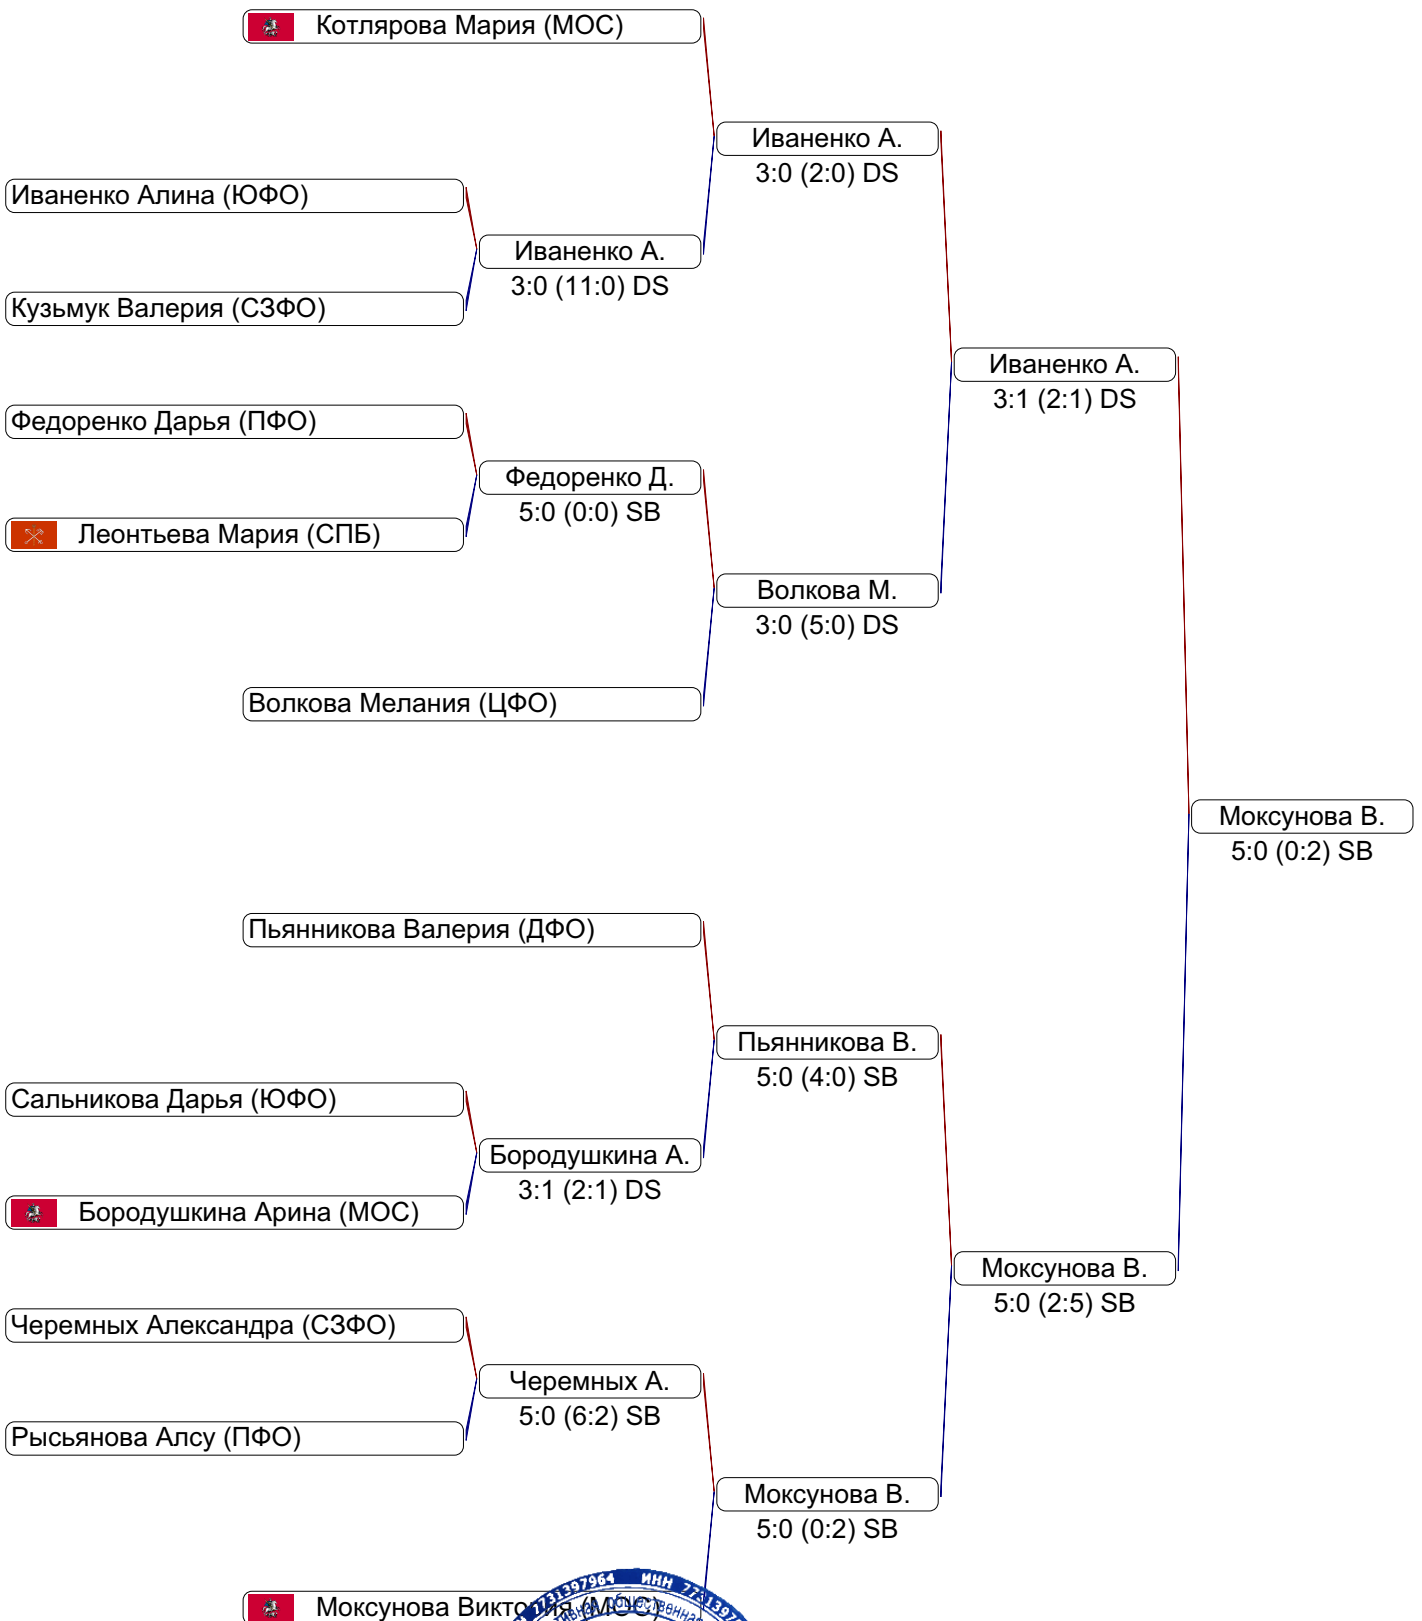 Котлярова Мария (МОС)
Иваненко А.
3:0 (2:0) DS
Иваненко Алина (ЮФО)
Иваненко А.
3:0 (11:0) DS
Кузьмук Валерия (СЗФО)
Иваненко А.
3:1 (2:1) DS
Федоренко Дарья (ПФО)
Федоренко Д.
5:0 (0:0) SB
Леонтьева Мария (СПБ)
Волкова М.
3:0 (5:0) DS
Волкова Мелания (ЦФО)
Моксунова В.
5:0 (0:2) SB
Пьянникова Валерия (ДФО)
Пьянникова В.
5:0 (4:0) SB
Сальникова Дарья (ЮФО)
Бородушкина А.
3:1 (2:1) DS
Бородушкина Арина (МОС)
Моксунова В.
5:0 (2:5) SB
Черемных Александра (СЗФО)
Черемных А.
5:0 (6:2) SB
Рысьянова Алсу (ПФО)
Моксунова В.
5:0 (0:2) SB
Моксунова Виктория (МОС)
7731397964 ИНН